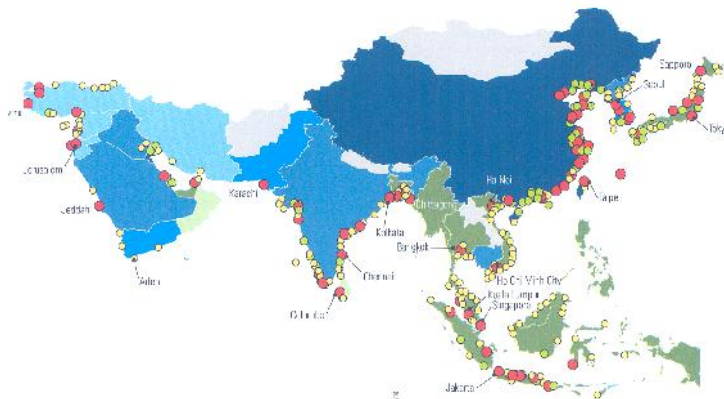 Sapporo
Seoul
Tokyo
Jerusalem
Karachi
Ha Noi
Taipei
Jeddah
Chittagong
Kolkata
Bangkok
Aden
Chennai
Ho Chi Minh City
Kuala Lumpur
Singapore
Colombo
Jakarta